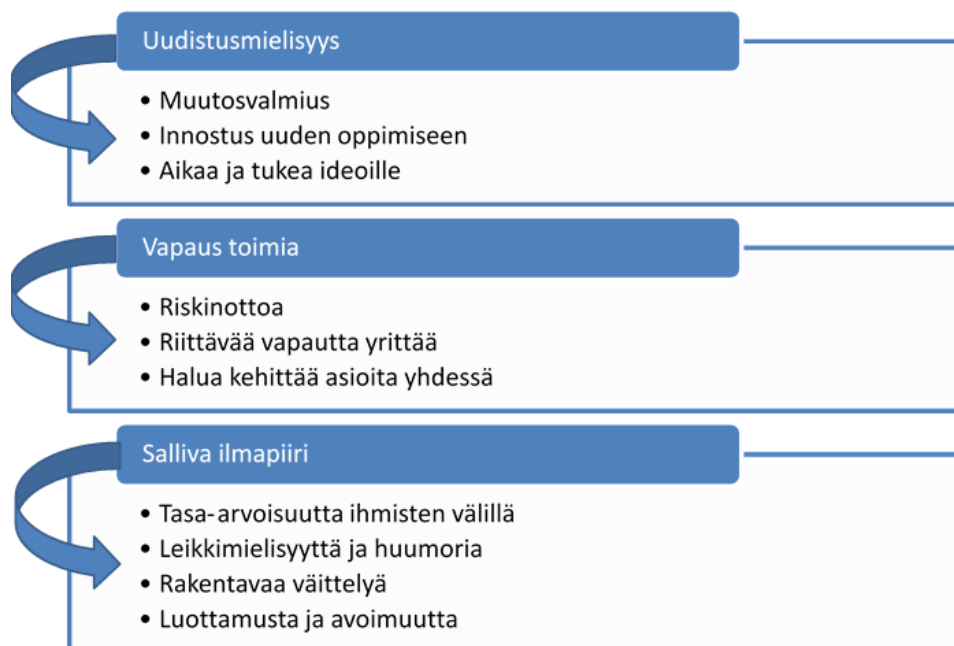 Uudistusmielisyys
• Muutosvalmius
• Innostus uuden oppimiseen
• Aikaa ja tukea ideoille
Vapaus toimia
• Riskinottoa
• Riittävää vapautta yrittää
• Halua kehittää asioita yhdessä
Salliva ilmapiiri
• Tasa-arvoisuutta ihmisten välillä
• Leikkimielisyyttä ja huumoria
• Rakentavaa väittelyä
• Luottamusta ja avoimuutta